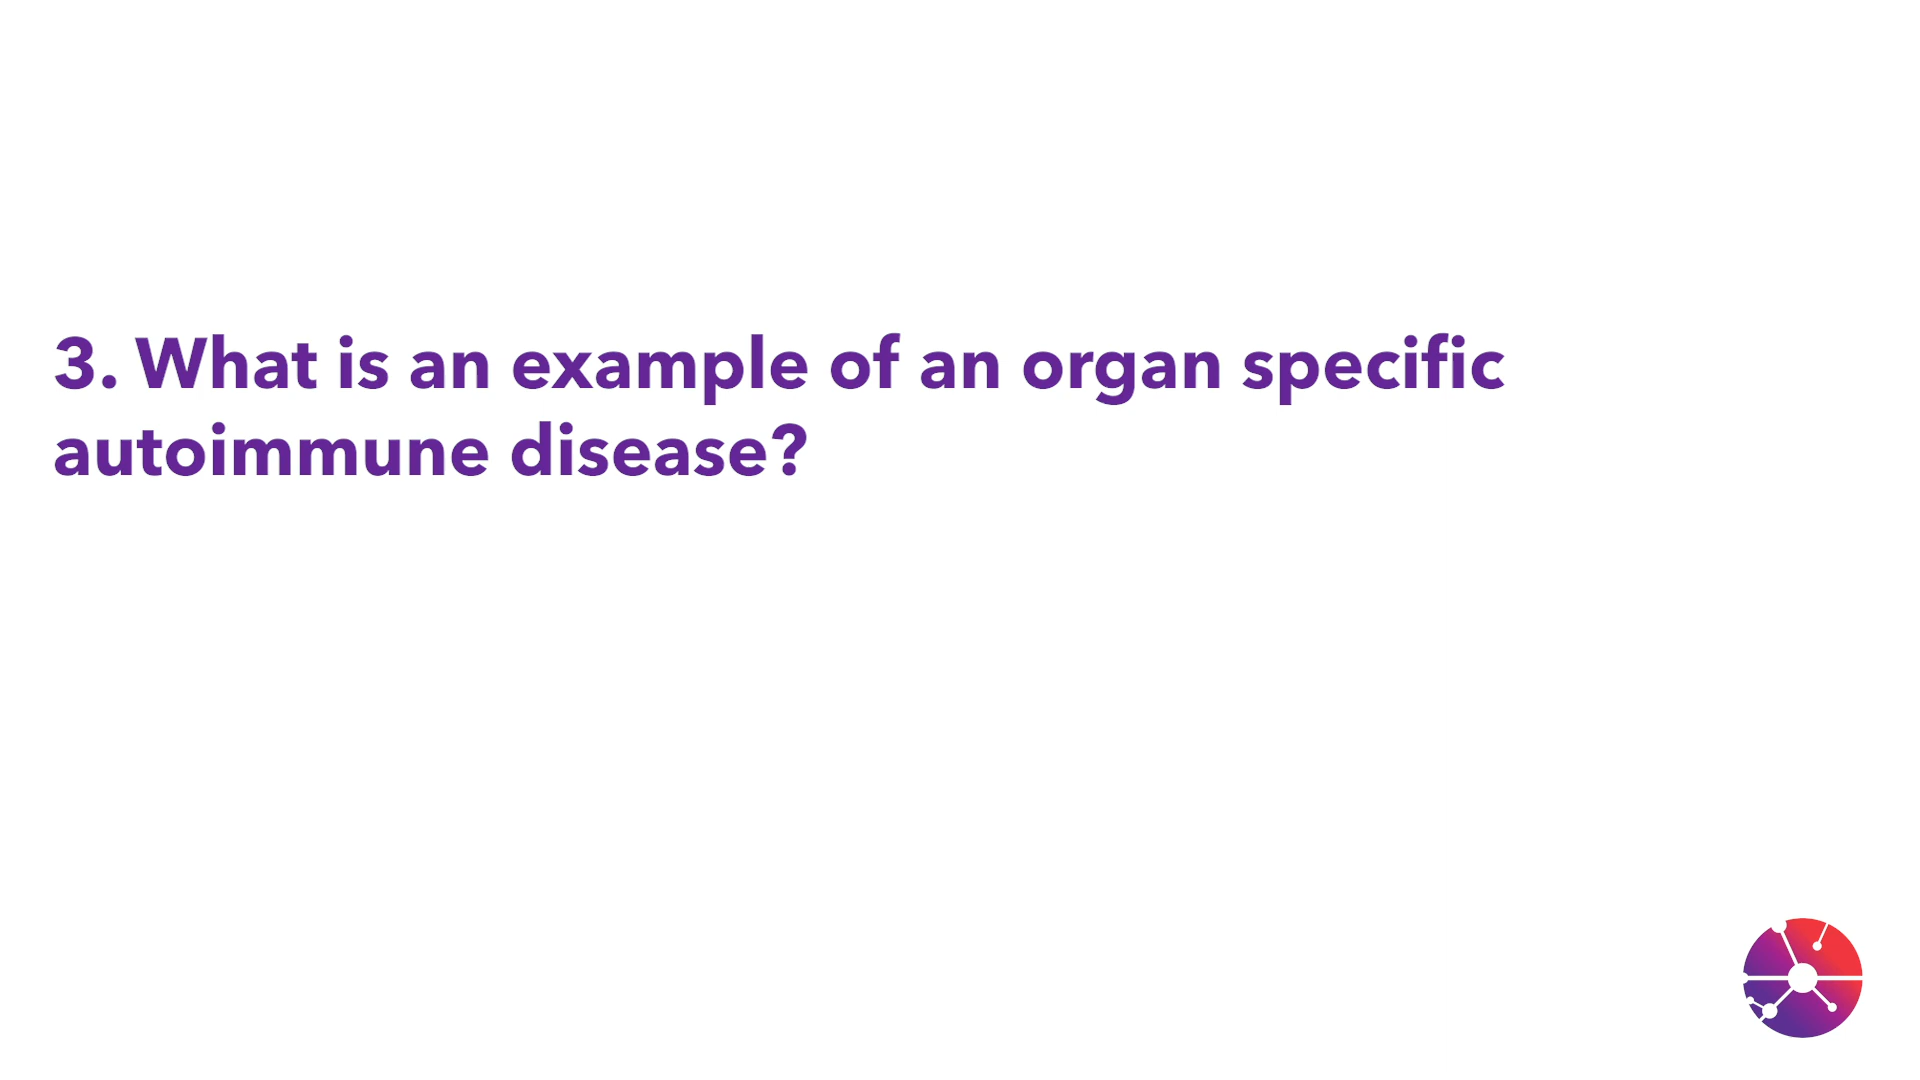 3. What is an example of an organ specific
autoimmune disease?